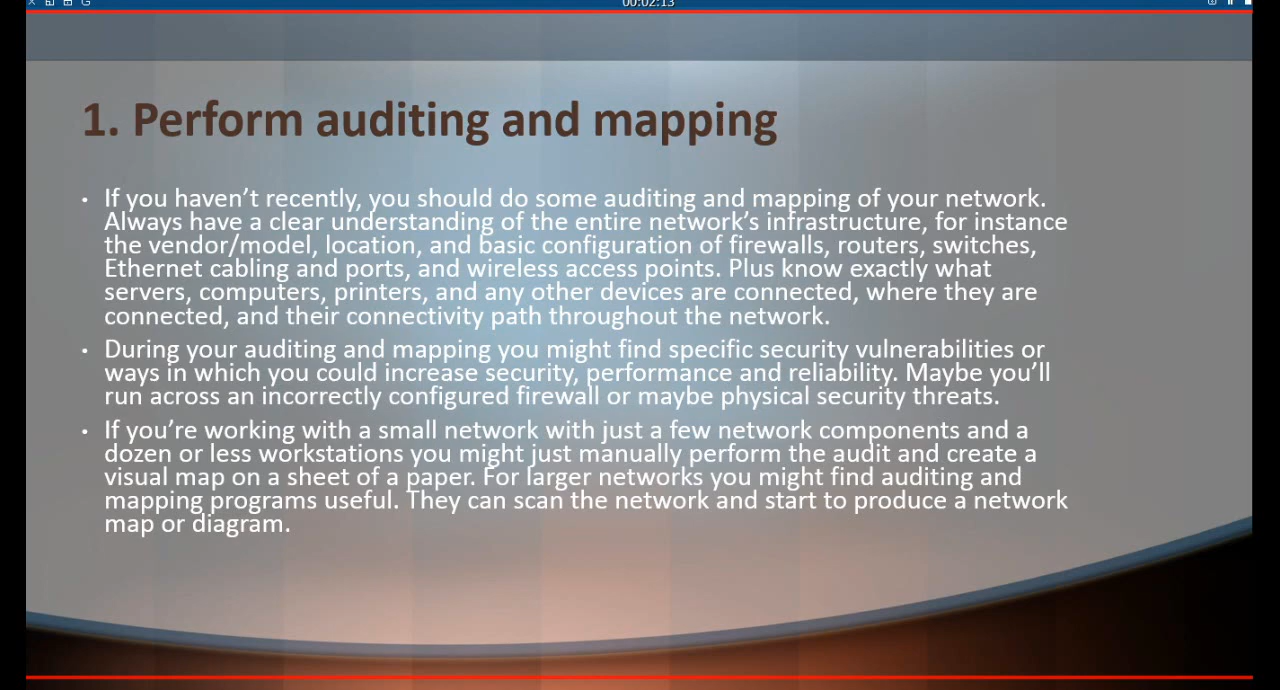 00:02:13
1. Perform auditing and mapping
• If you haven't recently, you should do some auditing and mapping of your network.
Always have a clear understanding of the entire network's infrastructure, for instance
the vendor/model, location, and basic configuration of firewalls, routers, switches,
Ethernet cabling and ports, and wireless access points. Plus know exactly what
servers, computers, printers, and any other devices are connected, where they are
connected, and their connectivity path throughout the network.
• During your auditing and mapping you might find specific security vulnerabilities or
ways in which you could increase security, performance and reliability. Maybe you'll
run across an incorrectly configured firewall or maybe physical security threats.
• If you're working with a small network with just a few network components and a
dozen or less workstations you might just manually perform the audit and create a
visual map on a sheet of a paper. For larger networks you might find auditing and
mapping programs useful. They can scan the network and start to produce a network
map or diagram.